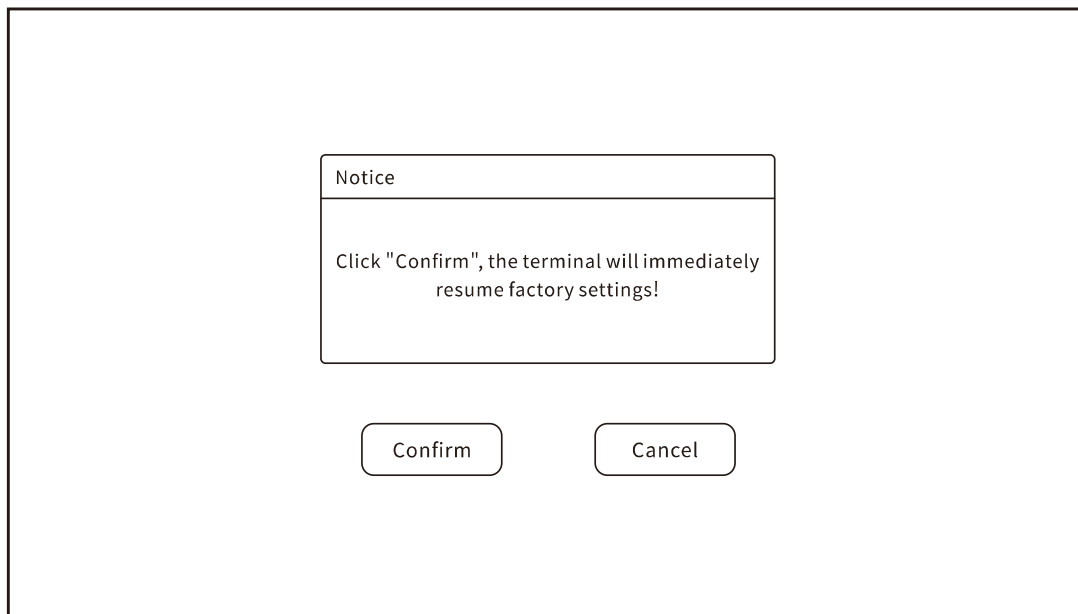 Notice
Click "Confirm", the terminal will immediately
resume factory settings!
Confirm
Cancel